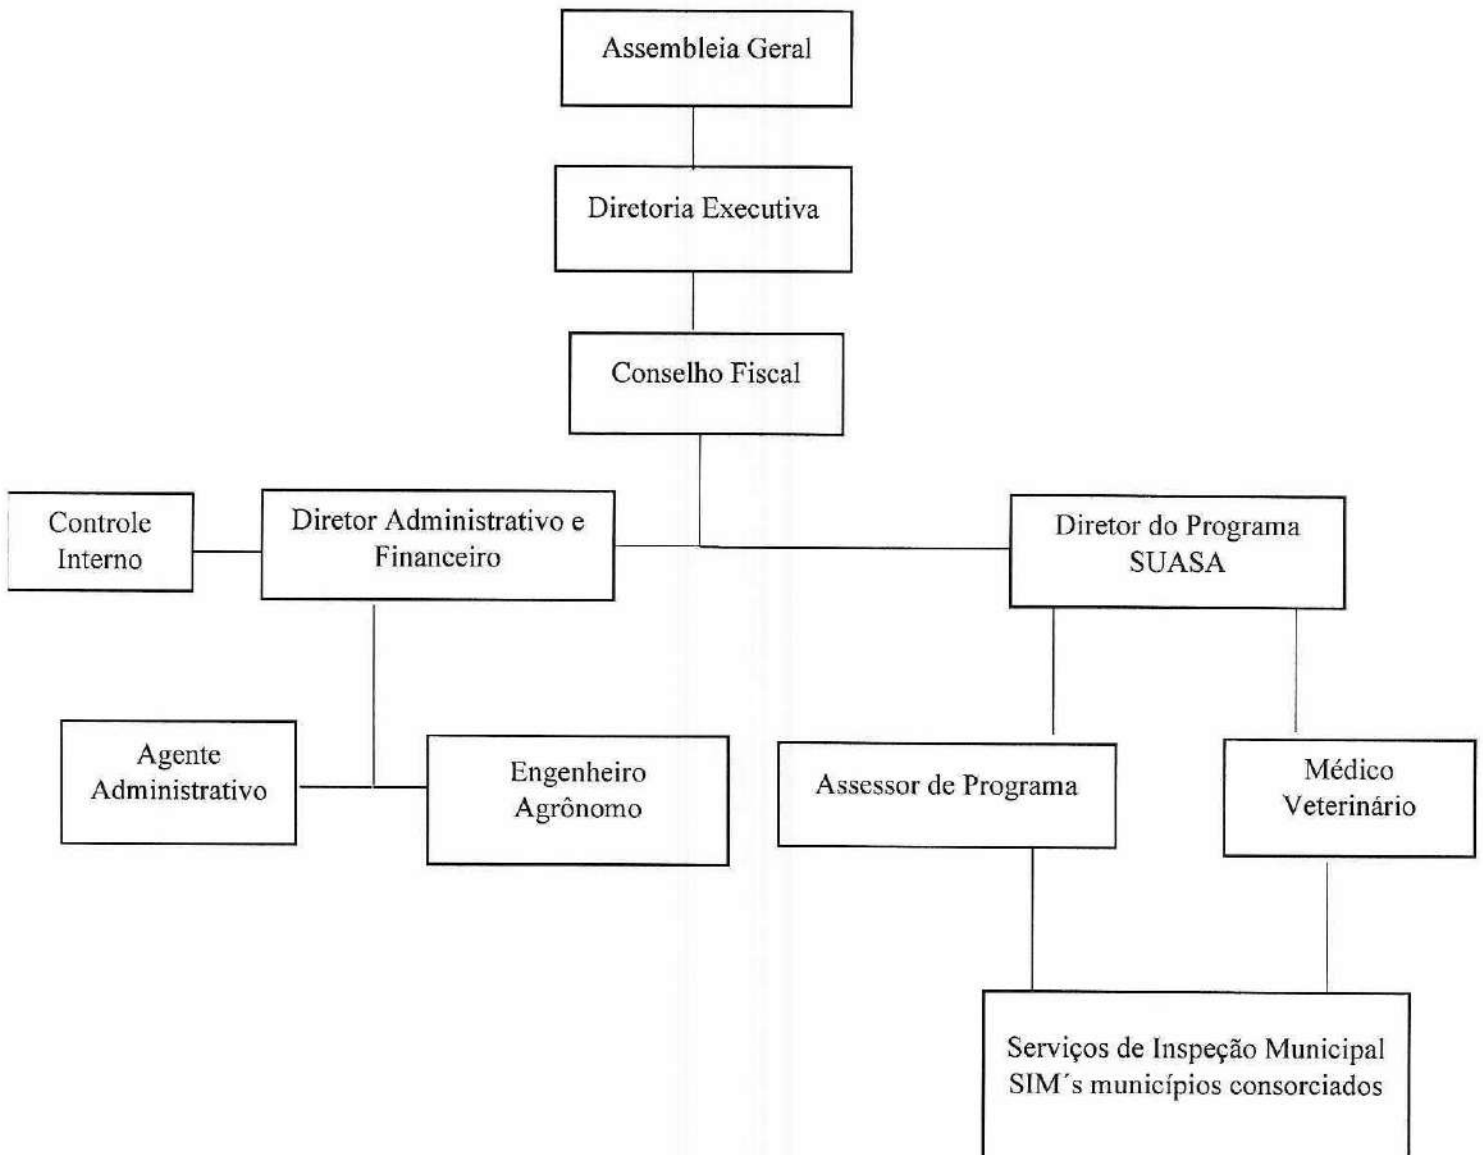 Assembleia Geral
Diretoria Executiva
Conselho Fiscal
Controle
Interno
Diretor Administrativo e
Financeiro
Diretor do Programa
SUASA
Agente
Administrativo
Engenheiro
Agrônomo
Assessor de Programa
Médico
Veterinário
Serviços de Inspeção Municipal
SIM´s municípios consorciados